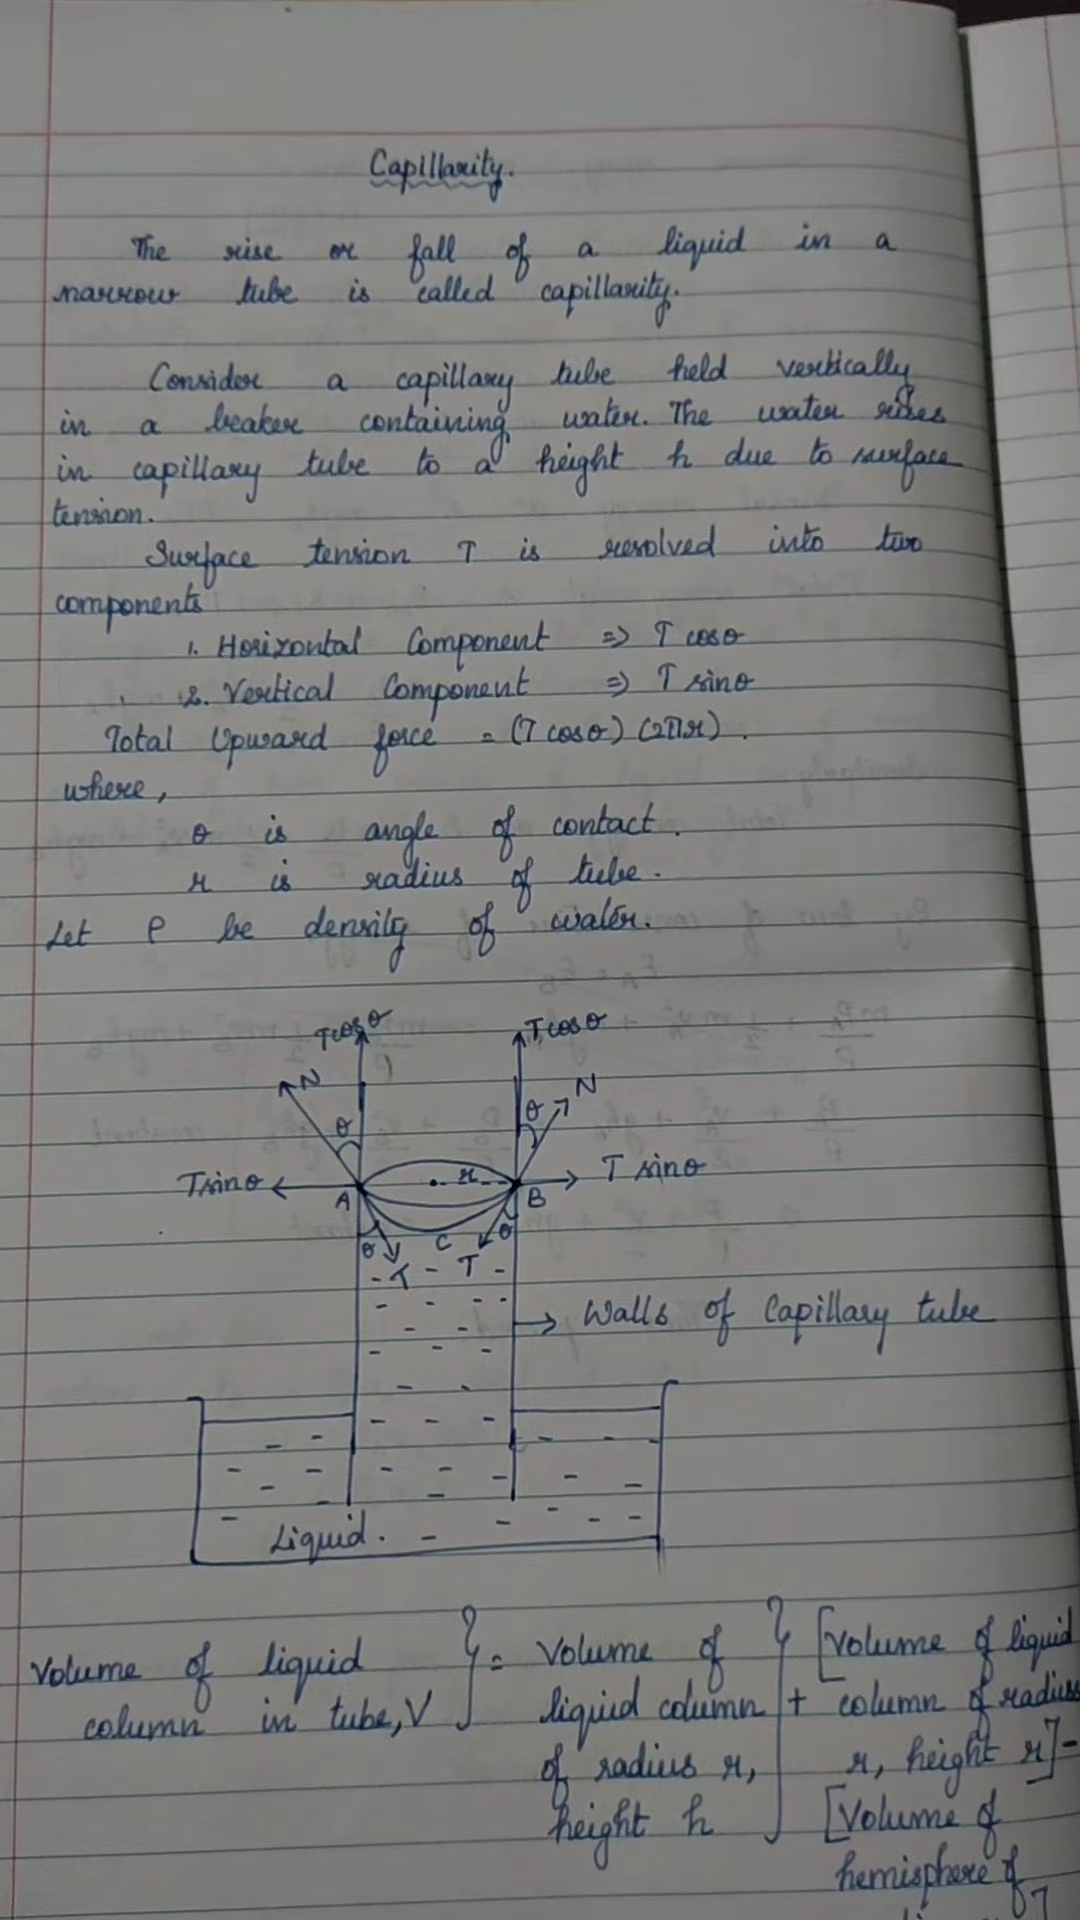 Capillarity.
The rise or fall of a liquid in a
narrow tube is called capillarity.
Consider a capillary tube held vertically
in a beaker containing water. The water rises
in capillary tube to a height h due to surface
tension.
Surface tension T is resolved into two
components
1. Horizontal Component ⇒ T cosθ
2. Vertical Component ⇒ T sinθ
Total Upward force = (T cosθ) (2πr).
where,
θ is angle of contact.
r is radius of tube.
Let ρ be density of water.
Tcosθ Tcosθ
N N
θ θ
Tsinθ r T sinθ
A B
θ C θ
T T
Walls of Capillary tube
Liquid.
Volume of liquid } = Volume of } [Volume of liquid
column in tube, V liquid column + column of radius
of radius r, r, height r] -
height h [Volume of
hemisphere of